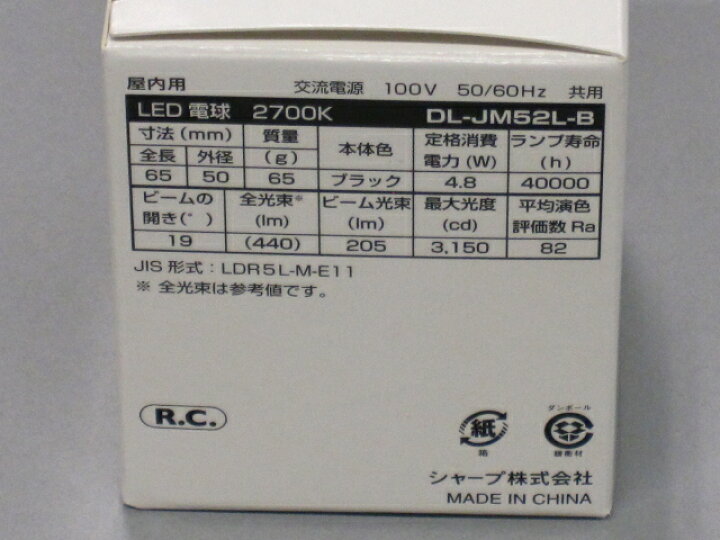 屋内用 交流電源 100V 50/60Hz 共用
LED 電球 2700K DL-JM52L-B
寸法(mm) 質量(g) 本体色 定格消費電力(W) ランプ寿命(h)
全長 外径
65 50 65 ブラック 4.8 40000
ビームの開き(°) 全光束※(lm) ビーム光束(lm) 最大光度(cd) 平均演色評価数Ra
19 (440) 205 3,150 82
JIS 形式:LDR5L-M-E11
※ 全光束は参考値です。
R.C.
紙
箱
ダンボール
緩衝材
シャープ株式会社
MADE IN CHINA